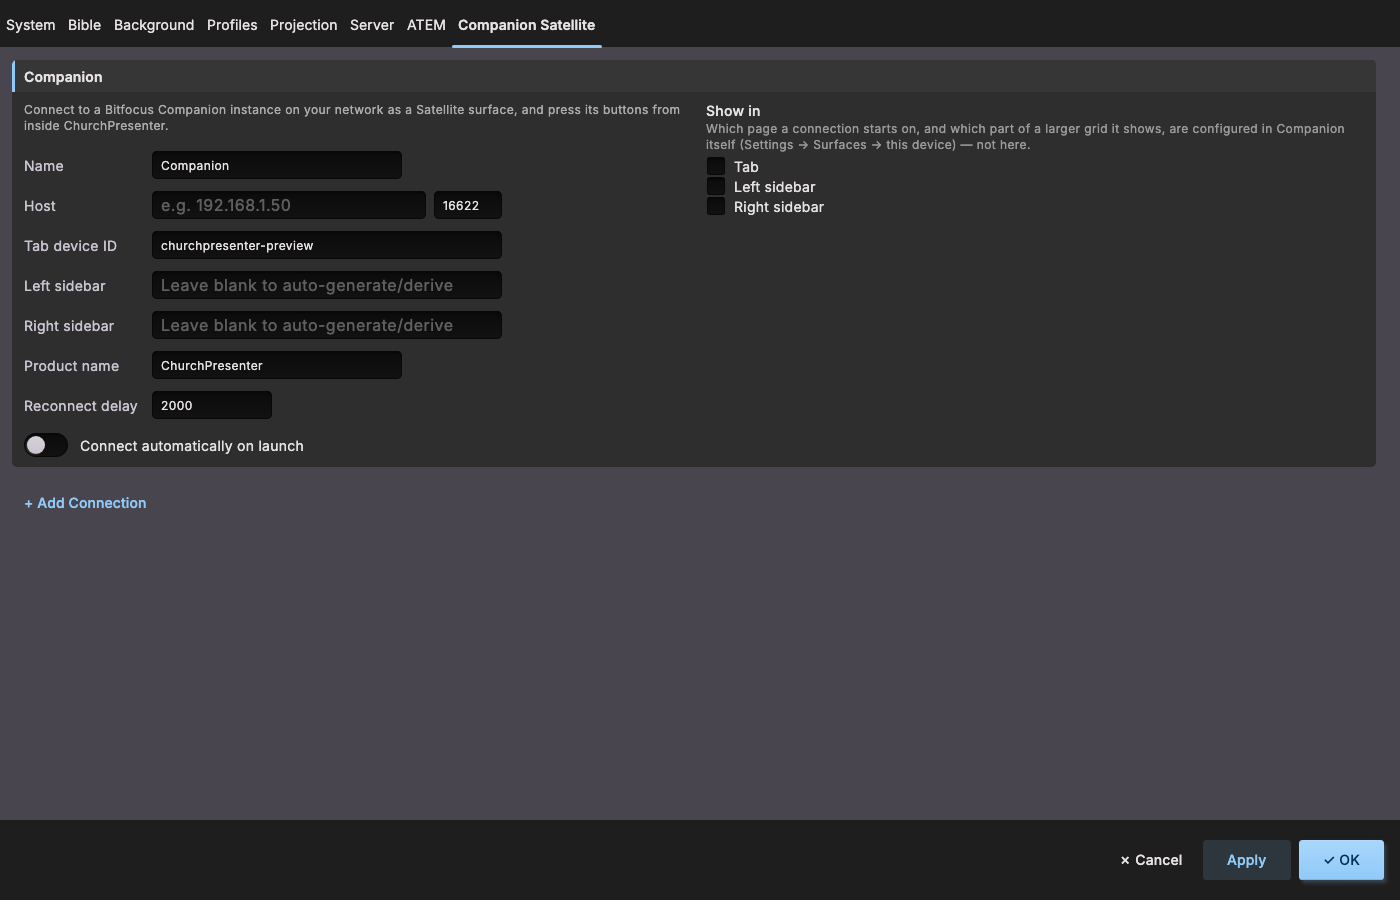 System Bible Background Profiles Projection Server ATEM Companion Satellite
Companion
Connect to a Bitfocus Companion instance on your network as a Satellite surface, and press its buttons from
inside ChurchPresenter.
Name Companion
Host e.g. 192.168.1.50 16622
Tab device ID churchpresenter-preview
Left sidebar Leave blank to auto-generate/derive
Right sidebar Leave blank to auto-generate/derive
Product name ChurchPresenter
Reconnect delay 2000
Connect automatically on launch
Show in
Which page a connection starts on, and which part of a larger grid it shows, are configured in Companion
itself (Settings → Surfaces → this device) — not here.
Tab
Left sidebar
Right sidebar
+ Add Connection
× Cancel Apply ✓ OK